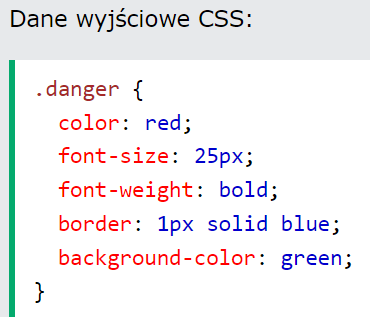 Dane wyjściowe CSS:
.danger {
  color: red;
  font-size: 25px;
  font-weight: bold;
  border: 1px solid blue;
  background-color: green;
}